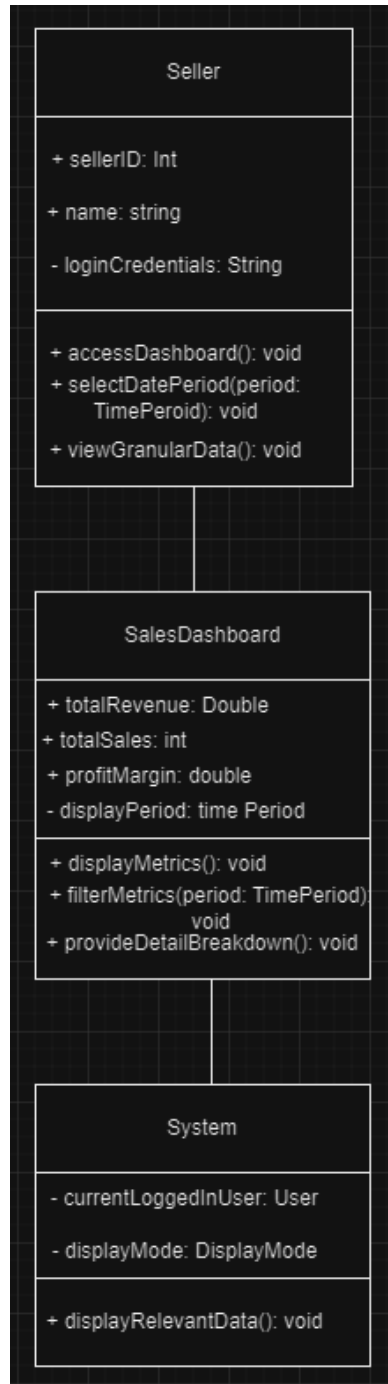 Seller
+ sellerID: Int
+ name: string
- loginCredentials: String
+ accessDashboard(): void
+ selectDatePeriod(period:
TimePeroid): void
+ viewGranularData(): void
SalesDashboard
+ totalRevenue: Double
+ totalSales: int
+ profitMargin: double
- displayPeriod: time Period
+ displayMetrics(): void
+ filterMetrics(period: TimePeriod):
void
+ provideDetailBreakdown(): void
System
- currentLoggedInUser: User
- displayMode: DisplayMode
+ displayRelevantData(): void